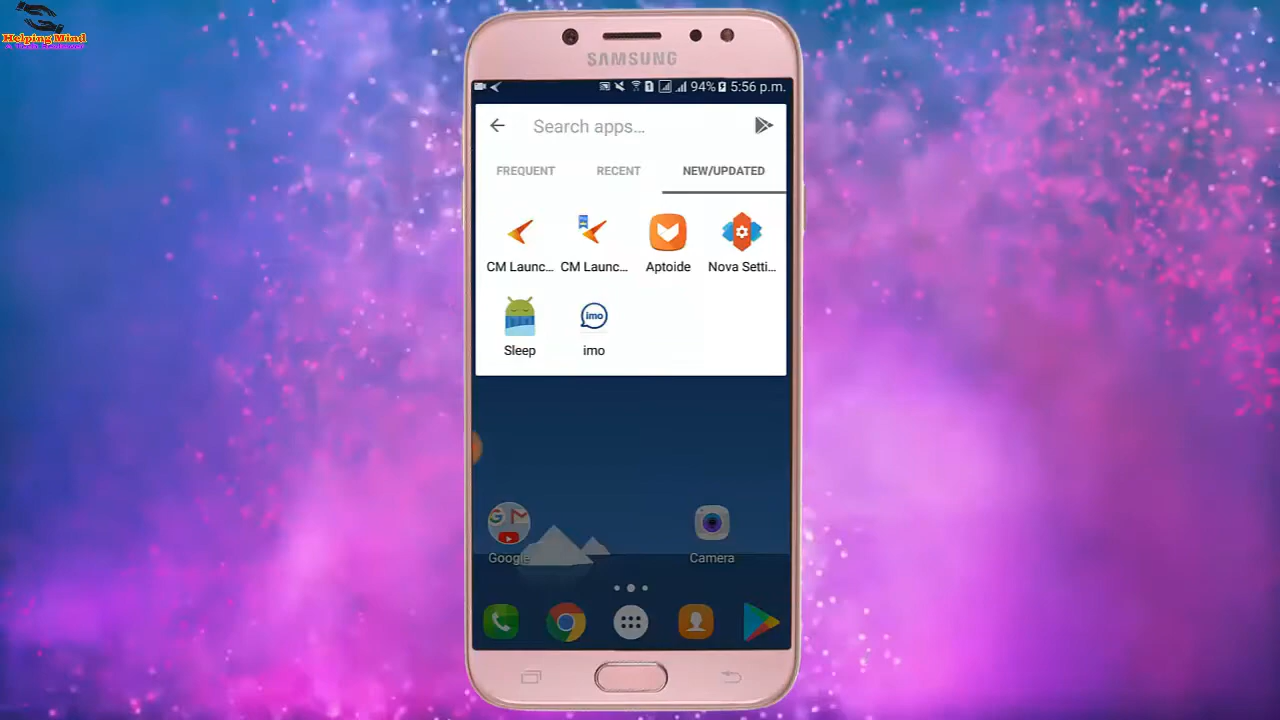 Helping Mind
SAMSUNG
94% 5:56 p.m.
Search apps...
FREQUENT RECENT NEW/UPDATED
CM Launc... CM Launc... Aptoide Nova Setti...
imo
Sleep imo
Google Camera